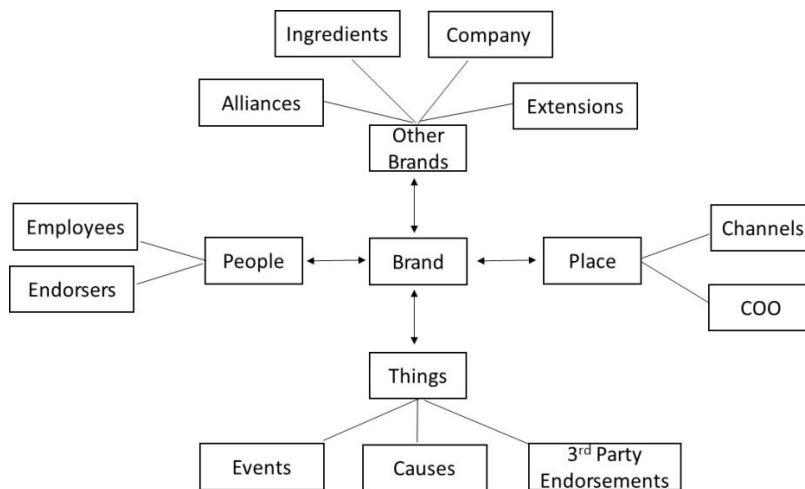 Ingredients
Company
Alliances
Extensions
Other
Brands
Employees
Endorsers
People
Brand
Place
Channels
COO
Things
Events
Causes
3rd Party
Endorsements